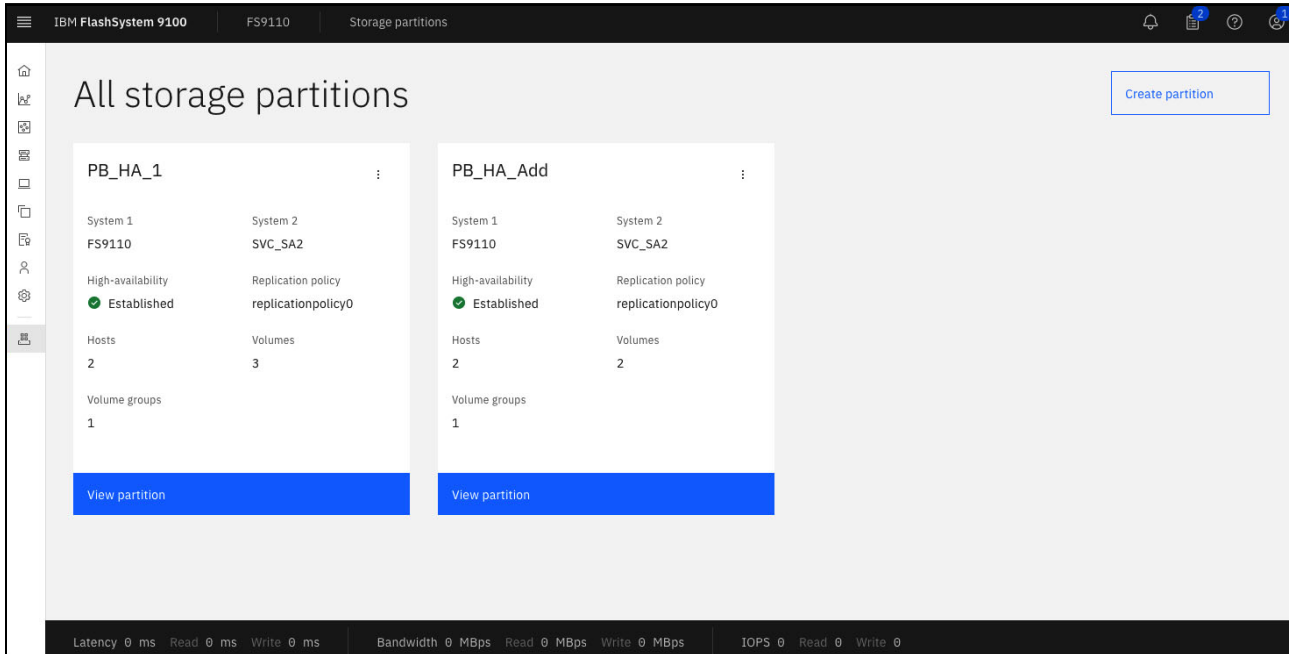 IBM FlashSystem 9100 FS9110 Storage partitions 2 1
All storage partitions
Create partition
PB_HA_1
System 1 System 2
FS9110 SVC_SA2
High-availability Replication policy
Established replicationpolicy0
Hosts Volumes
2 3
Volume groups
1
View partition
PB_HA_Add
System 1 System 2
FS9110 SVC_SA2
High-availability Replication policy
Established replicationpolicy0
Hosts Volumes
2 2
Volume groups
1
View partition
Latency 0 ms Read 0 ms Write 0 ms Bandwidth 0 MBps Read 0 MBps Write 0 MBps IOPS 0 Read 0 Write 0